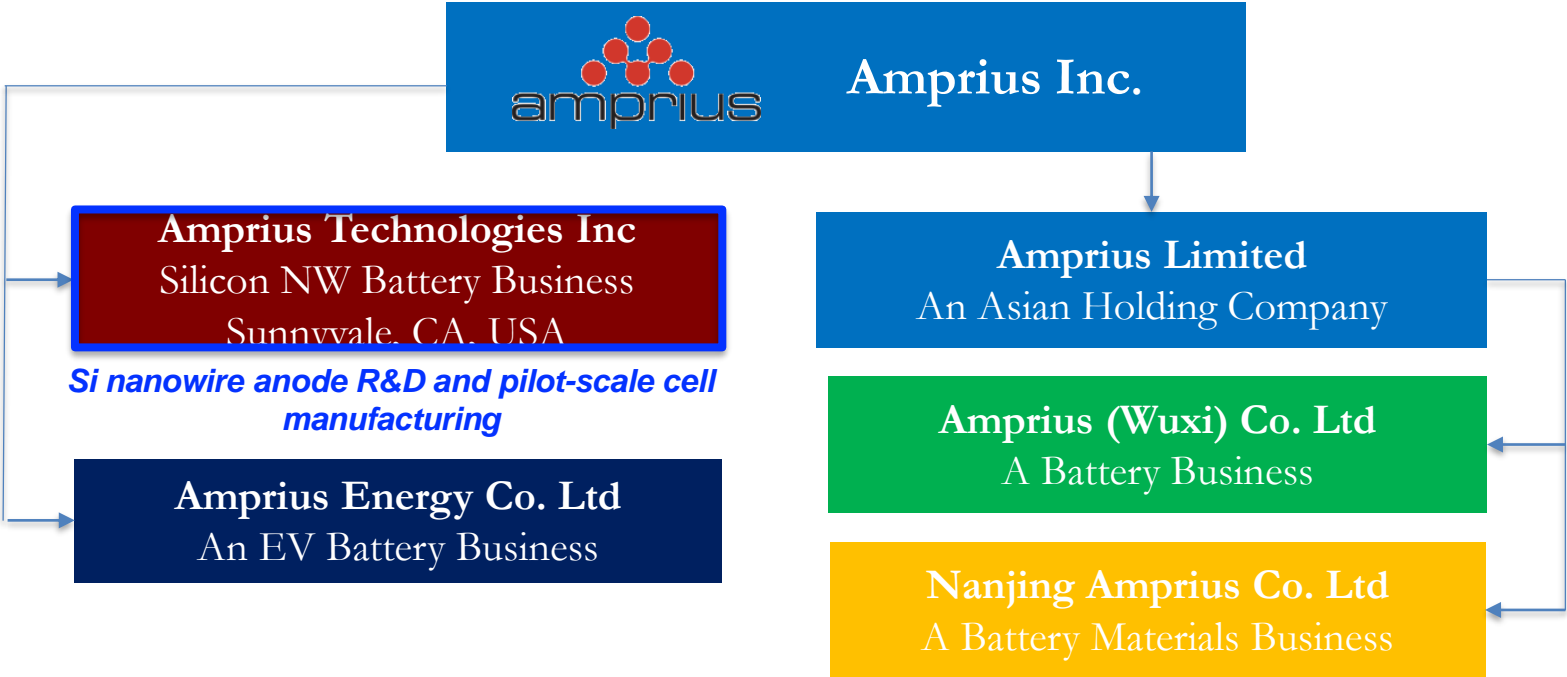 amprius
Amprius Inc.
Amprius Technologies Inc
Silicon NW Battery Business
Sunnyvale, CA, USA
Si nanowire anode R&D and pilot-scale cell
manufacturing
Amprius Energy Co. Ltd
An EV Battery Business
Amprius Limited
An Asian Holding Company
Amprius (Wuxi) Co. Ltd
A Battery Business
Nanjing Amprius Co. Ltd
A Battery Materials Business